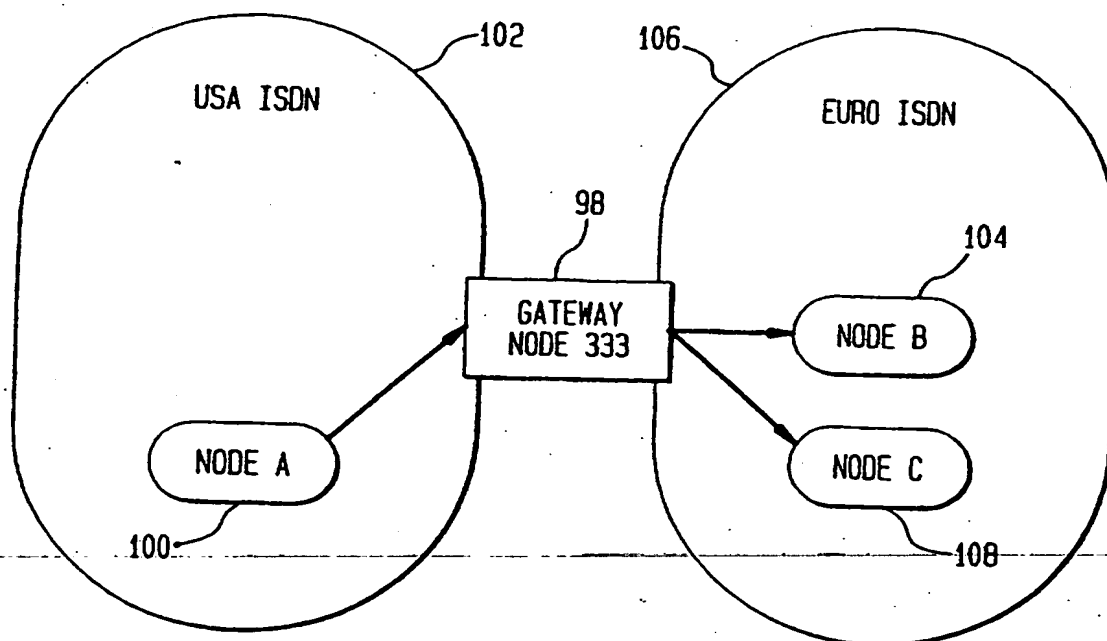 102
106
USA ISDN
EURO ISDN
98
104
GATEWAY
NODE 333
NODE B
NODE A
NODE C
100
108